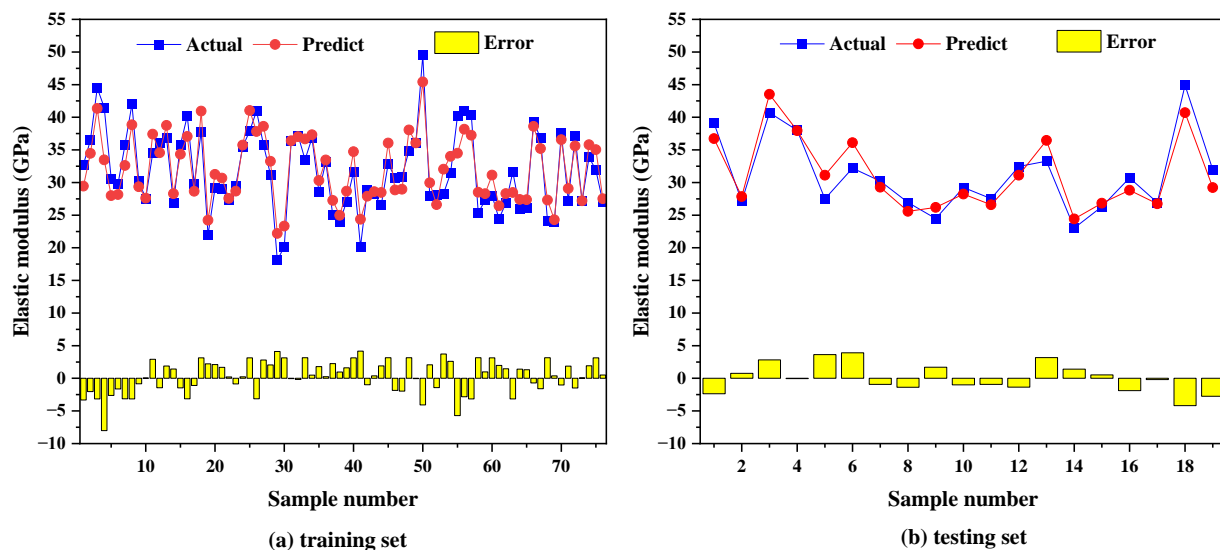 55
50
45
40
35
30
25
20
15
10
5
0
−5
−10
Elastic modulus (GPa)
Actual Predict Error
10 20 30 40 50 60 70
Sample number
(a) training set
55
50
45
40
35
30
25
20
15
10
5
0
−5
−10
Elastic modulus (GPa)
Actual Predict Error
2 4 6 8 10 12 14 16 18
Sample number
(b) testing set